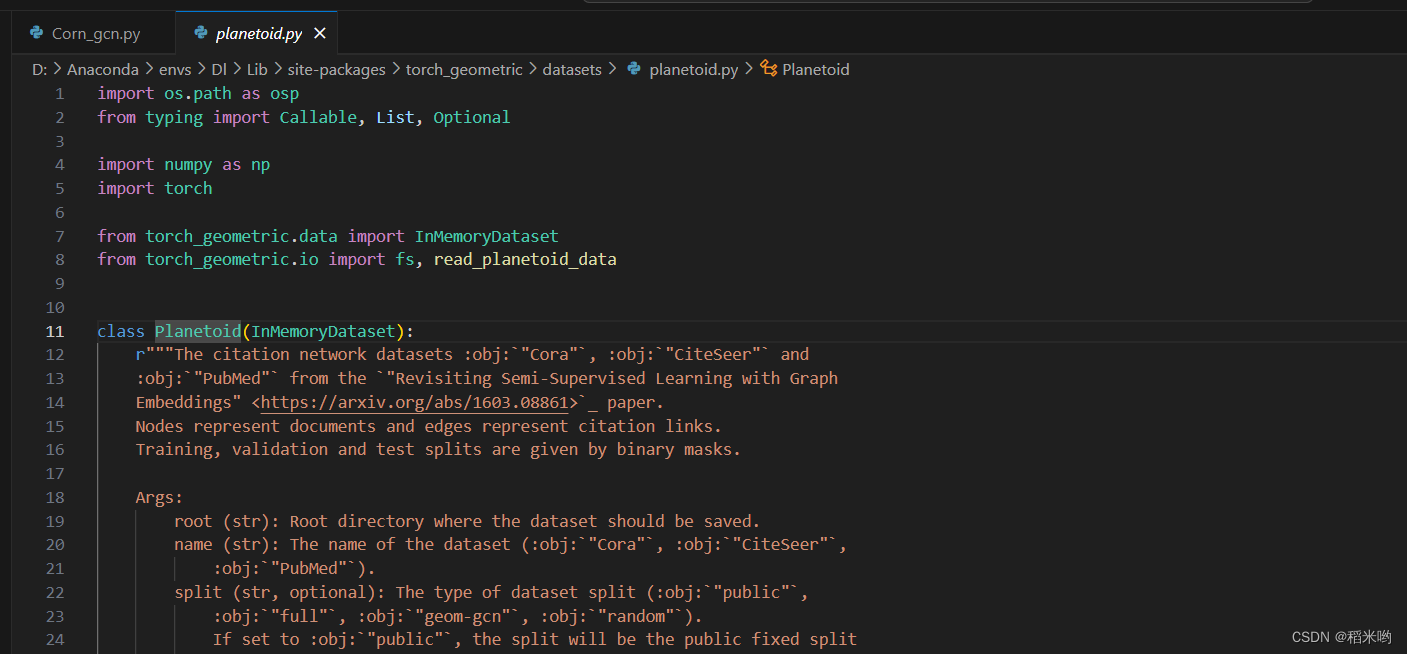 Corn_gcn.py planetoid.py
D: > Anaconda > envs > Dl > Lib > site-packages > torch_geometric > datasets > planetoid.py > Planetoid
1 import os.path as osp
2 from typing import Callable, List, Optional
3
4 import numpy as np
5 import torch
6
7 from torch_geometric.data import InMemoryDataset
8 from torch_geometric.io import fs, read_planetoid_data
9
10
11 class Planetoid(InMemoryDataset):
12 r"""The citation network datasets :obj:`"Cora"`, :obj:`"CiteSeer"` and
13 :obj:`"PubMed"` from the `"Revisiting Semi-Supervised Learning with Graph
14 Embeddings" <https://arxiv.org/abs/1603.08861>`_ paper.
15 Nodes represent documents and edges represent citation links.
16 Training, validation and test splits are given by binary masks.
17
18 Args:
19 root (str): Root directory where the dataset should be saved.
20 name (str): The name of the dataset (:obj:`"Cora"`, :obj:`"CiteSeer"`,
21 :obj:`"PubMed"`).
22 split (str, optional): The type of dataset split (:obj:`"public"`,
23 :obj:`"full"`, :obj:`"geom-gcn"`, :obj:`"random"`).
24 If set to :obj:`"public"`, the split will be the public fixed split
CSDN @稻米哟